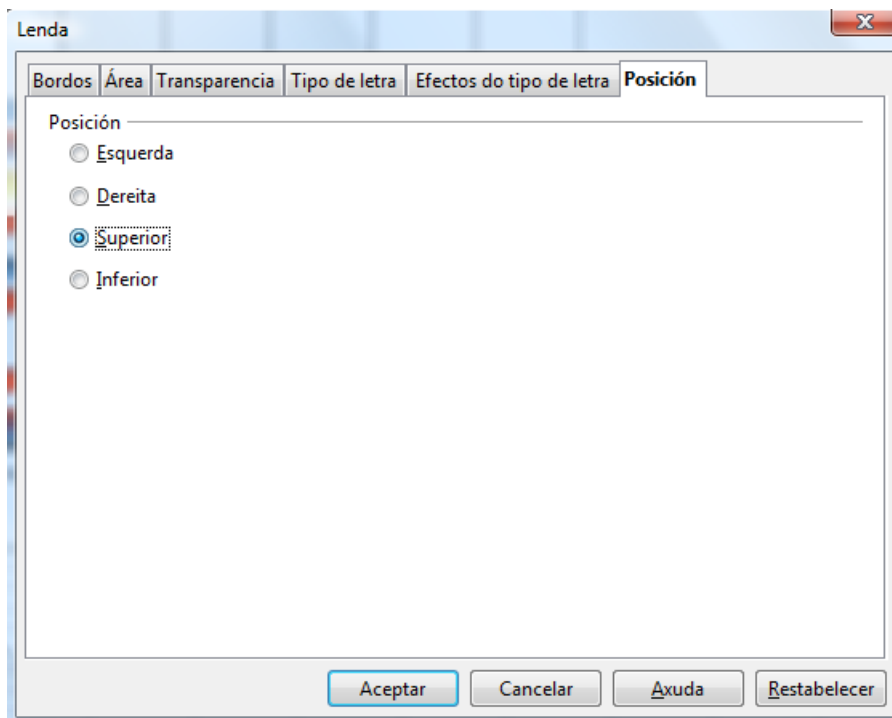 Lenda
Bordos Área Transparencia Tipo de letra Efectos do tipo de letra Posición
Posición
Esquerda
Dereita
Superior
Inferior
Aceptar Cancelar Axuda Restabelecer